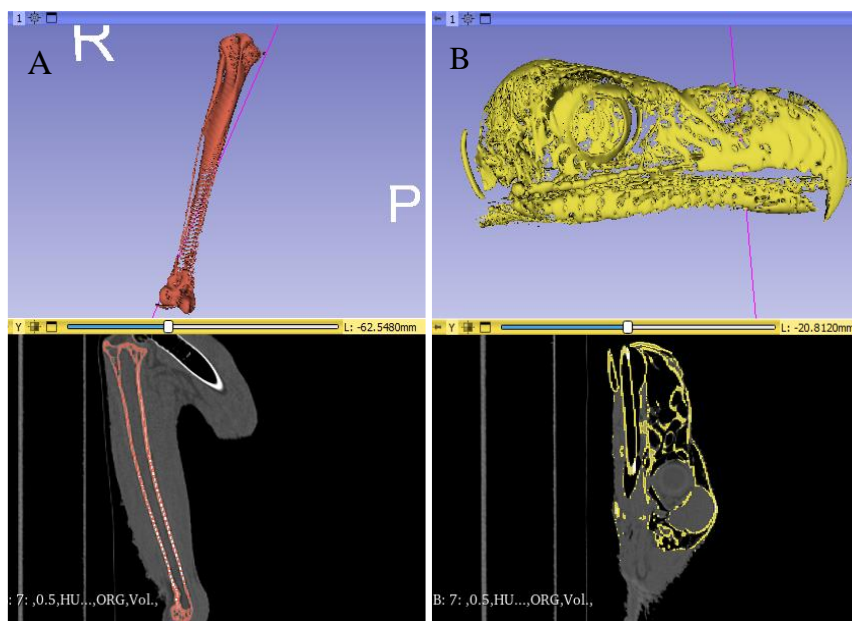 1
R
A
P
1
B
Y L: -62.5480mm
: 7: ,0.5,HU...,ORG,Vol.,
Y L: -20.8120mm
B: 7: ,0.5,HU...,ORG,Vol.,